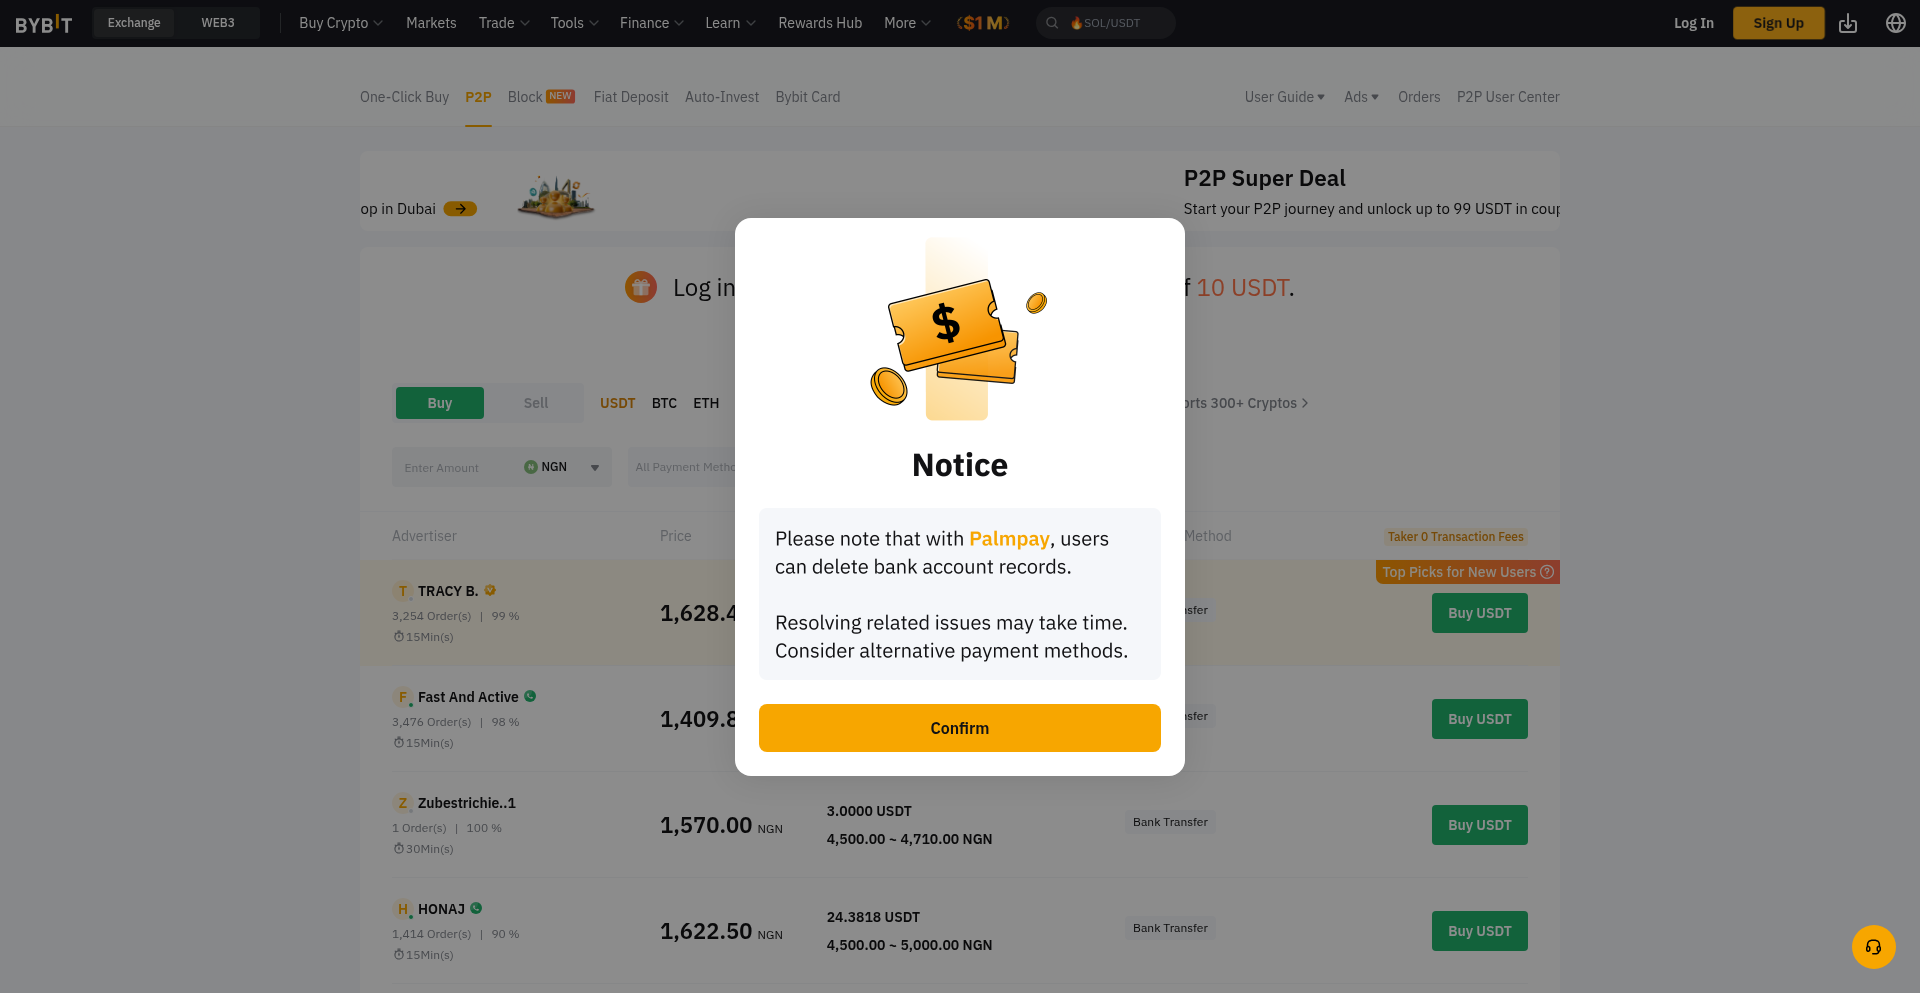 BYBIT
Exchange
WEB3
Buy Crypto
Markets
Trade
Tools
Finance
Learn
Rewards Hub
More
($1 M)
SOL/USDT
Log In
Sign Up
One-Click Buy
P2P
Block NEW
Fiat Deposit
Auto-Invest
Bybit Card
User Guide
Ads
Orders
P2P User Center
op in Dubai
P2P Super Deal
Start your P2P journey and unlock up to 99 USDT in coup
Log in
f 10 USDT.
Buy
Sell
USDT
BTC
ETH
orts 300+ Cryptos
Enter Amount
NGN
All Payment Metho
Advertiser
Price
Method
Taker 0 Transaction Fees
Top Picks for New Users
T TRACY B.
3,254 Order(s) | 99 %
15Min(s)
1,628.4
nsfer
Buy USDT
F Fast And Active
3,476 Order(s) | 98 %
15Min(s)
1,409.8
nsfer
Buy USDT
Z Zubestrichie..1
1 Order(s) | 100 %
30Min(s)
1,570.00 NGN
3.0000 USDT
4,500.00 ~ 4,710.00 NGN
Bank Transfer
Buy USDT
H HONAJ
1,414 Order(s) | 90 %
15Min(s)
1,622.50 NGN
24.3818 USDT
4,500.00 ~ 5,000.00 NGN
Bank Transfer
Buy USDT
$
Notice
Please note that with Palmpay, users
can delete bank account records.
Resolving related issues may take time.
Consider alternative payment methods.
Confirm